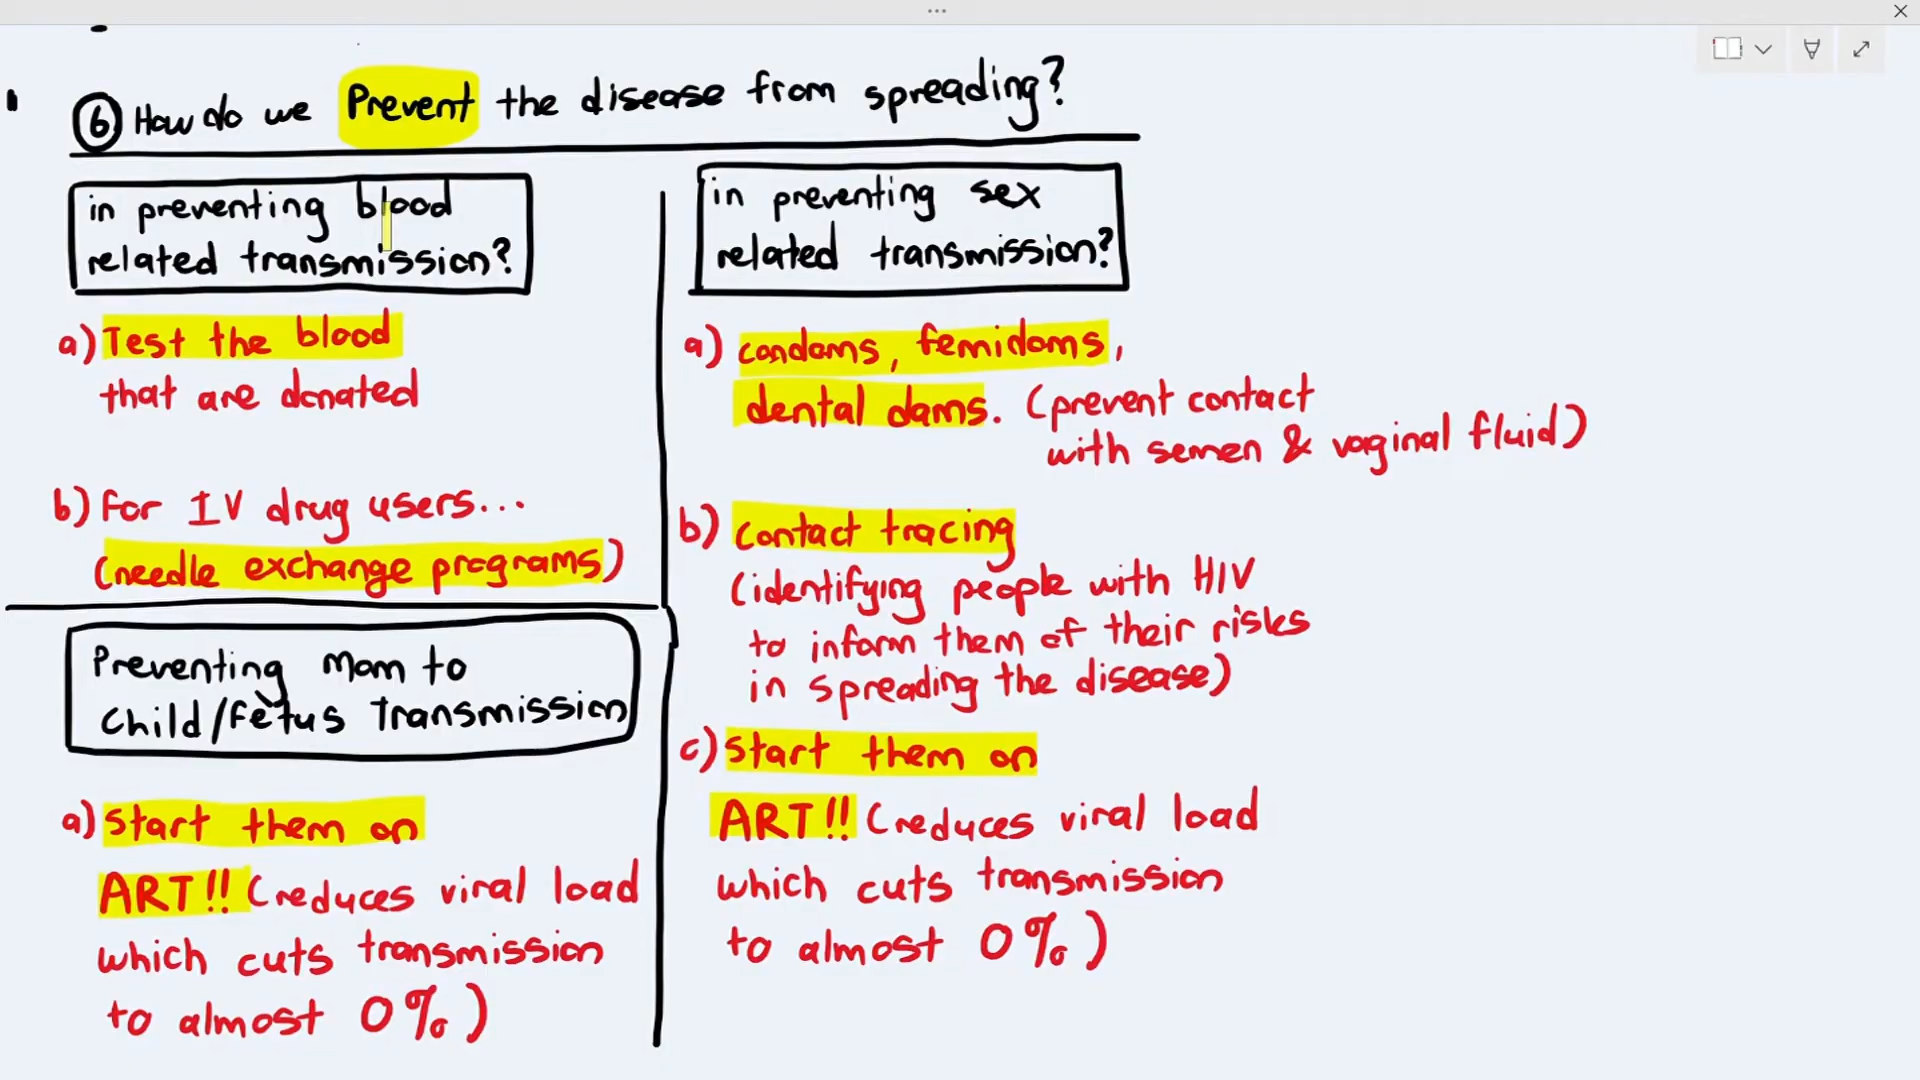 ⑥ How do we Prevent the disease from spreading?
in preventing blood
related transmission?
a) Test the blood
that are donated
b) For IV drug users...
(needle exchange programs)
Preventing Mom to
Child/Fetus Transmission
a) Start them on
ART!! (reduces viral load
which cuts transmission
to almost 0%)
in preventing sex
related transmission?
a) condoms, femidoms,
dental dams. (prevent contact
with semen & vaginal fluid)
b) Contact tracing
(identifying people with HIV
to inform them of their risks
in spreading the disease)
c) Start them on
ART!! (reduces viral load
which cuts transmission
to almost 0%)